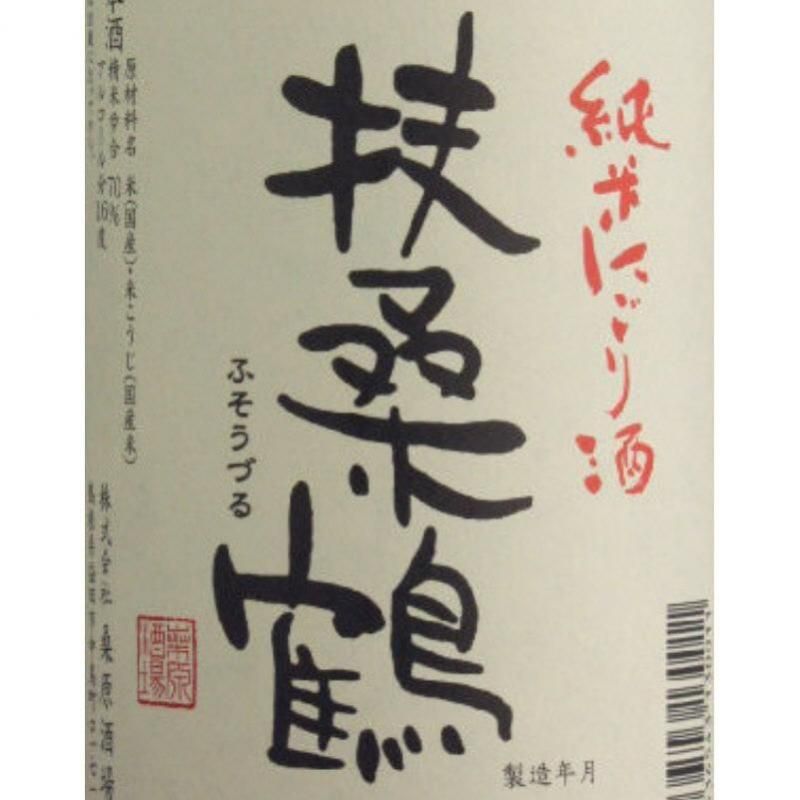 純米にごり酒
扶桑鶴
ふそうづる
原材料名 米(国産)・米こうじ(国産米)
精米歩合 70%
アルコール分16度
株式会社 桑原酒場
桑原
酒場
製造年月